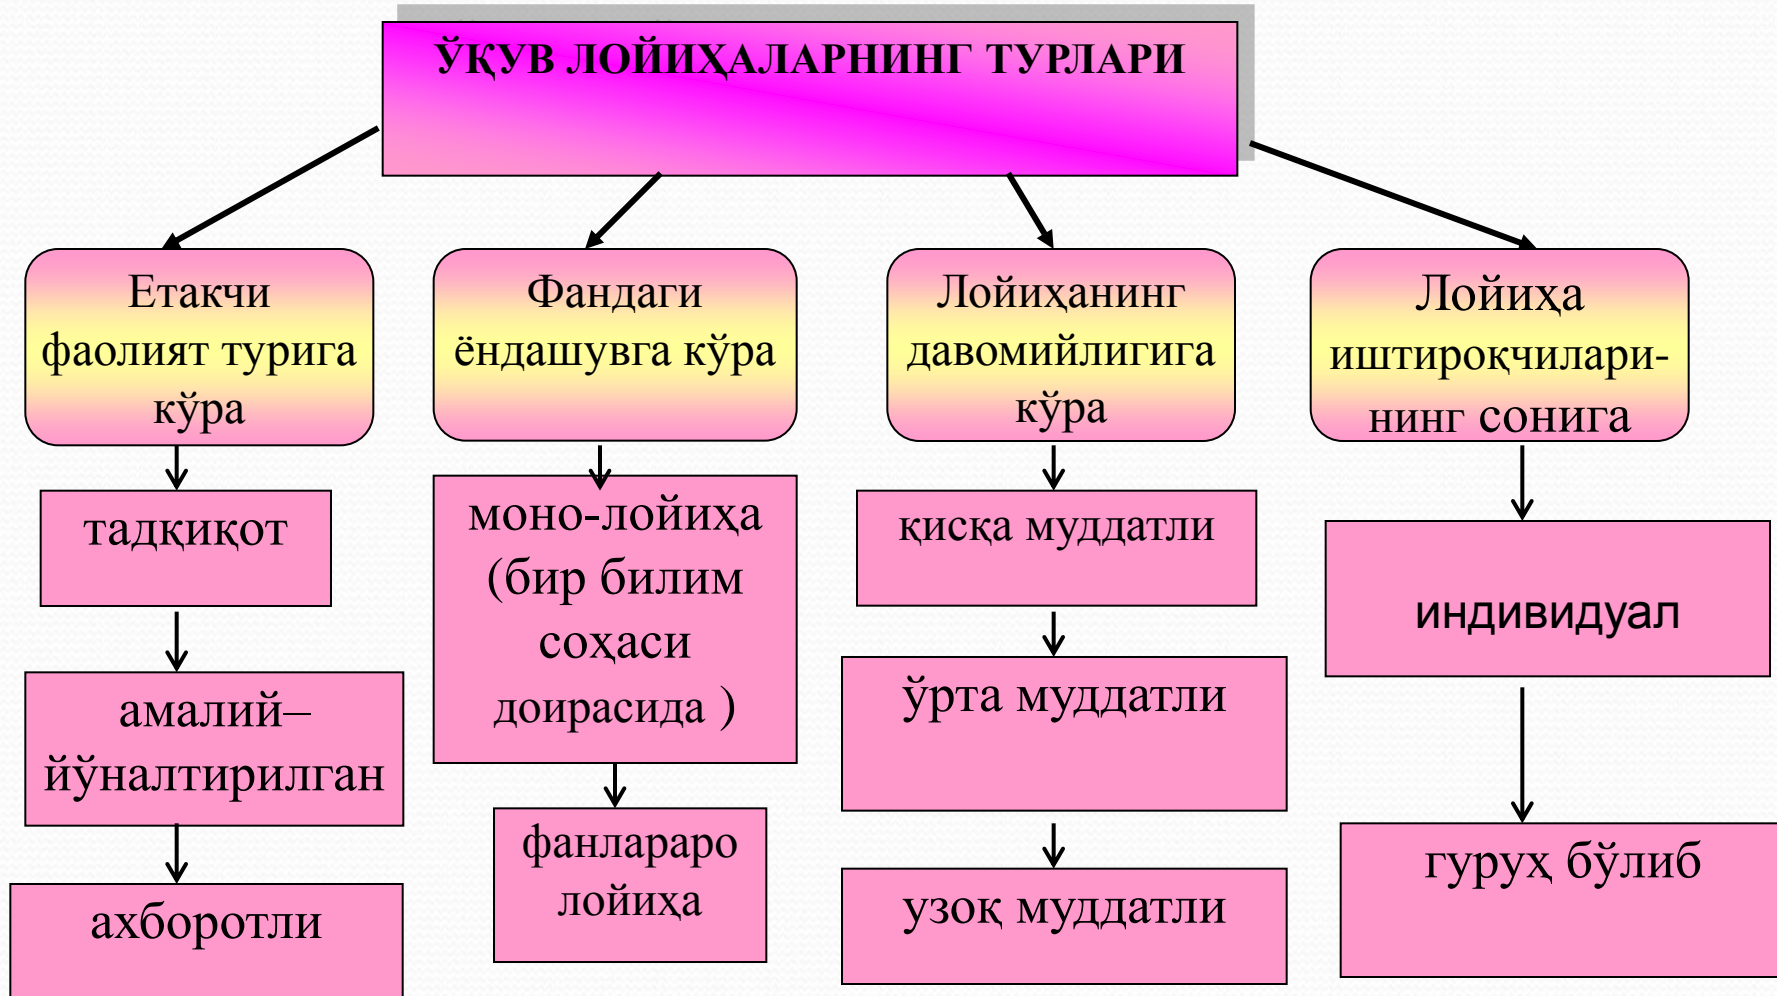 ЎҚУВ ЛОЙИҲАЛАРНИНГ ТУРЛАРИ
Етакчи
фаолият турига
кўра
тадқиқот
амалий–
йўналтирилган
ахборотли
Фандаги
ёндашувга кўра
моно-лойиҳа
(бир билим
соҳаси
доирасида )
фанлараро
лойиҳа
Лойиҳанинг
давомийлигига
кўра
қисқа муддатли
ўрта муддатли
узоқ муддатли
Лойиҳа
иштироқчилари-
нинг сонига
индивидуал
гуруҳ бўлиб